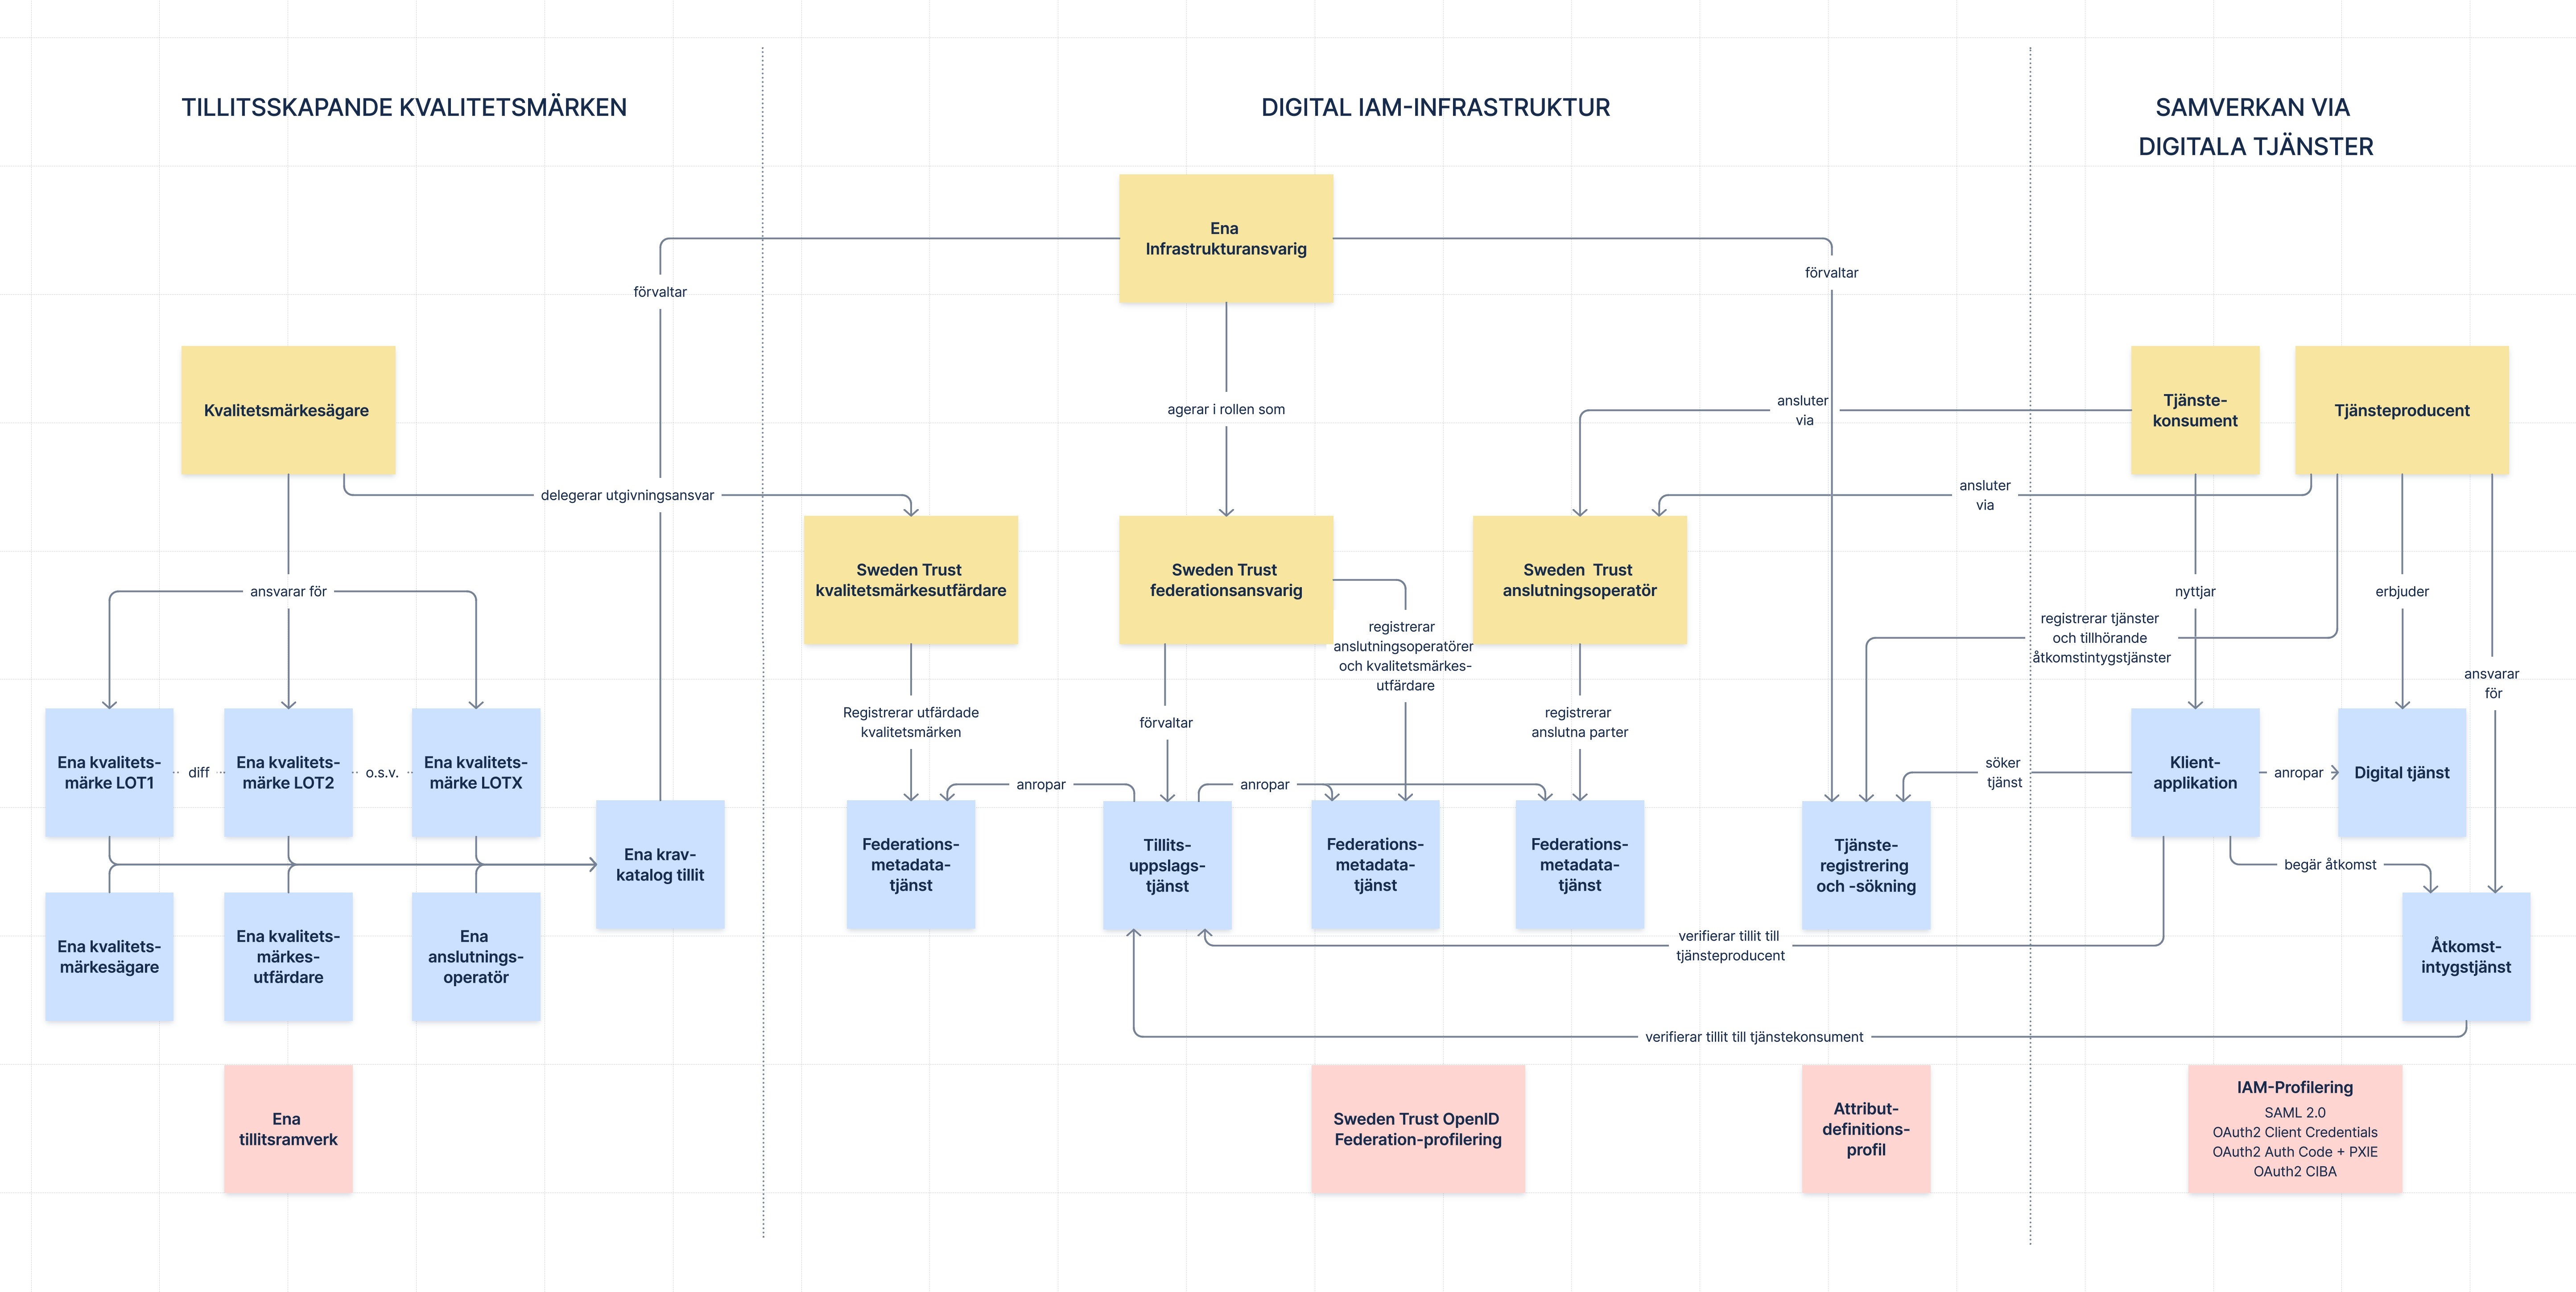 TILLITSSKAPANDE KVALITETSMÄRKEN
DIGITAL IAM-INFRASTRUKTUR
SAMVERKAN VIA
DIGITALA TJÄNSTER
Ena
Infrastrukturansvarig
förvaltar
förvaltar
Kvalitetsmärkesägare
agerar i rollen som
ansluter
via
Tjänste-
konsument
Tjänsteproducent
delegerar utgivningsansvar
ansluter
via
Sweden Trust
kvalitetsmärkesutfärdare
Sweden Trust
federationsansvarig
Sweden  Trust
anslutningsoperatör
ansvarar för
nyttjar
erbjuder
registrerar
anslutningsoperatörer
och kvalitetsmärkes-
utfärdare
registrerar tjänster
och tillhörande
åtkomstintygstjänster
ansvarar
för
Registrerar utfärdade
kvalitetsmärken
förvaltar
registrerar
anslutna parter
Ena kvalitets-
märke LOT1
diff
Ena kvalitets-
märke LOT2
o.s.v.
Ena kvalitets-
märke LOTX
anropar
anropar
söker
tjänst
Klient-
applikation
anropar
Digital tjänst
Ena krav-
katalog tillit
Federations-
metadata-
tjänst
Tillits-
uppslags-
tjänst
Federations-
metadata-
tjänst
Federations-
metadata-
tjänst
Tjänste-
registrering
och -sökning
begär åtkomst
Ena kvalitets-
märkesägare
Ena kvalitets-
märkes-
utfärdare
Ena
anslutnings-
operatör
verifierar tillit till
tjänsteproducent
Åtkomst-
intygstjänst
verifierar tillit till tjänstekonsument
Ena
tillitsramverk
Sweden Trust OpenID
Federation-profilering
Attribut-
definitions-
profil
IAM-Profilering
SAML 2.0
OAuth2 Client Credentials
OAuth2 Auth Code + PXIE
OAuth2 CIBA